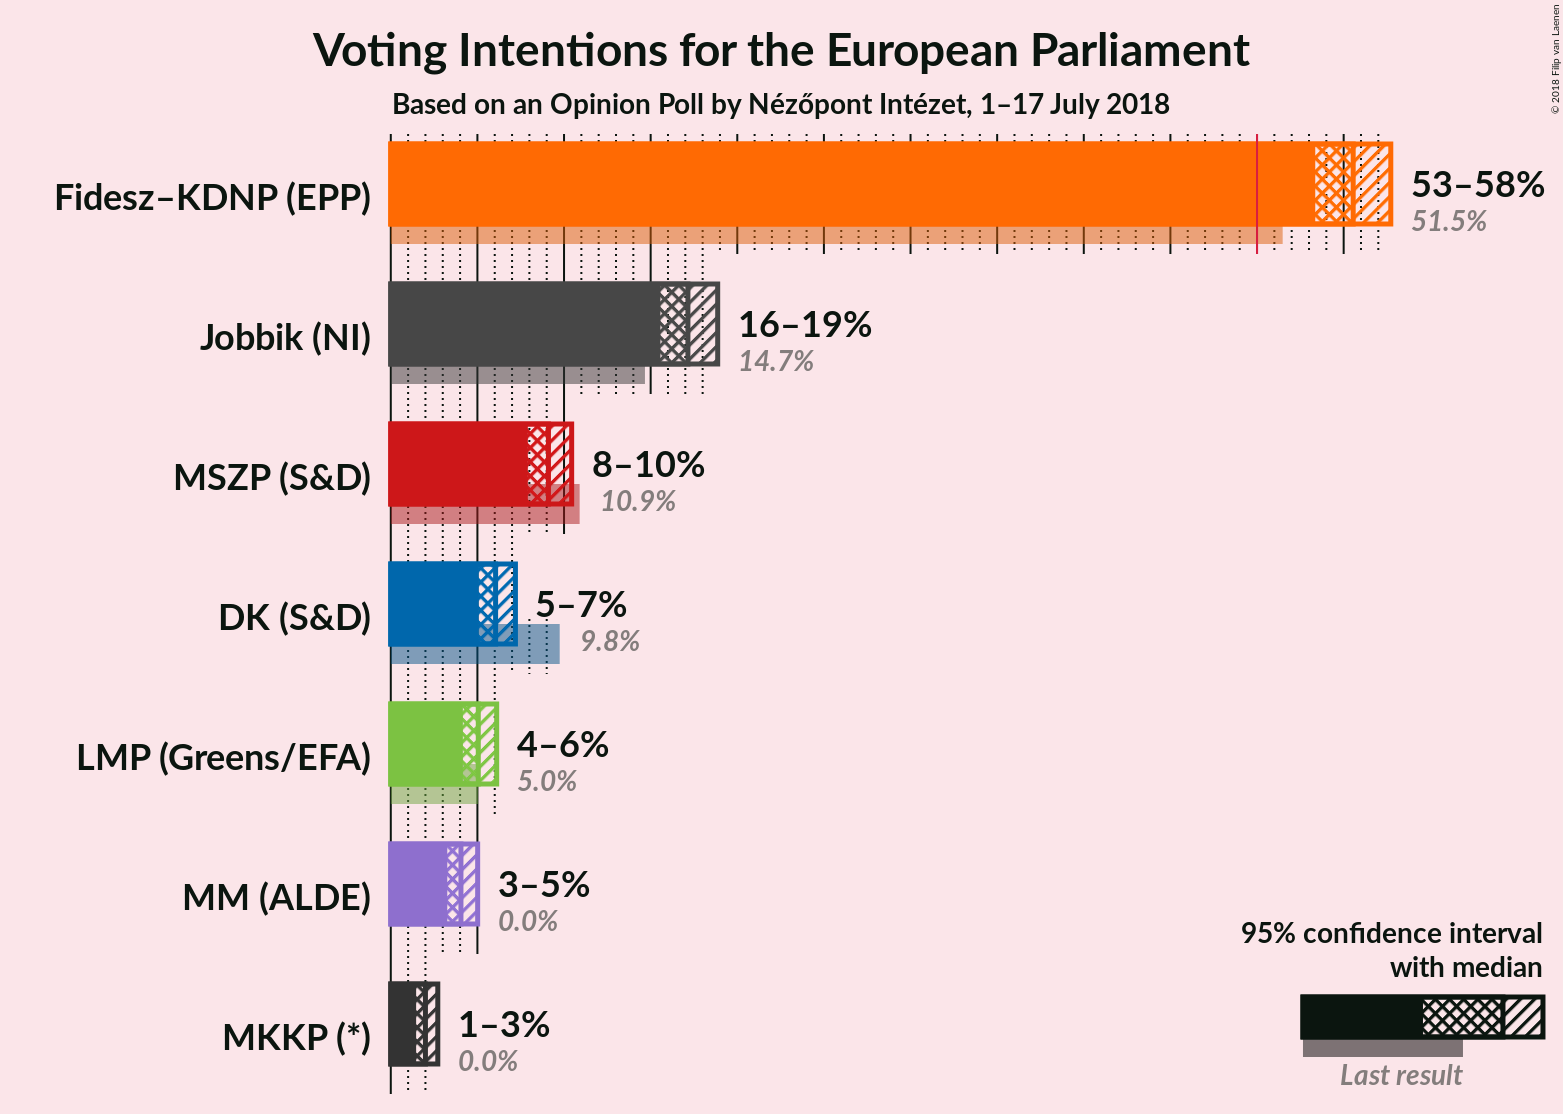 Voting Intentions for the European Parliament
Based on an Opinion Poll by Nézőpont Intézet, 1–17 July 2018
© 2018 Filip van Laenen
Fidesz–KDNP (EPP)
53–58%
51.5%
Jobbik (NI)
16–19%
14.7%
MSZP (S&D)
8–10%
10.9%
DK (S&D)
5–7%
9.8%
LMP (Greens/EFA)
4–6%
5.0%
MM (ALDE)
3–5%
0.0%
MKKP (*)
1–3%
0.0%
95% confidence interval
with median
Last result